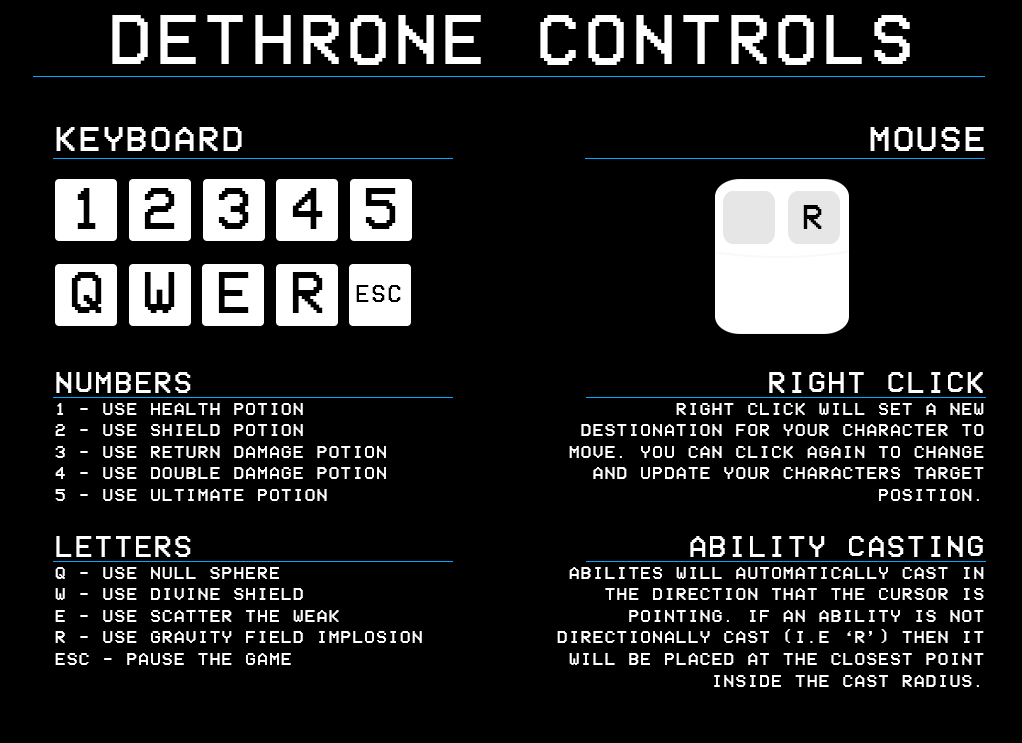 DETHRONE CONTROLS
KEYBOARD
1 2 3 4 5
Q W E R ESC
NUMBERS
1 - USE HEALTH POTION
2 - USE SHIELD POTION
3 - USE RETURN DAMAGE POTION
4 - USE DOUBLE DAMAGE POTION
5 - USE ULTIMATE POTION
LETTERS
Q - USE NULL SPHERE
W - USE DIVINE SHIELD
E - USE SCATTER THE WEAK
R - USE GRAVITY FIELD IMPLOSION
ESC - PAUSE THE GAME
MOUSE
R
RIGHT CLICK
RIGHT CLICK WILL SET A NEW
DESTIONATION FOR YOUR CHARACTER TO
MOVE. YOU CAN CLICK AGAIN TO CHANGE
AND UPDATE YOUR CHARACTERS TARGET
POSITION.
ABILITY CASTING
ABILITES WILL AUTOMATICALLY CAST IN
THE DIRECTION THAT THE CURSOR IS
POINTING. IF AN ABILITY IS NOT
DIRECTIONALLY CAST (I.E ‘R’) THEN IT
WILL BE PLACED AT THE CLOSEST POINT
INSIDE THE CAST RADIUS.